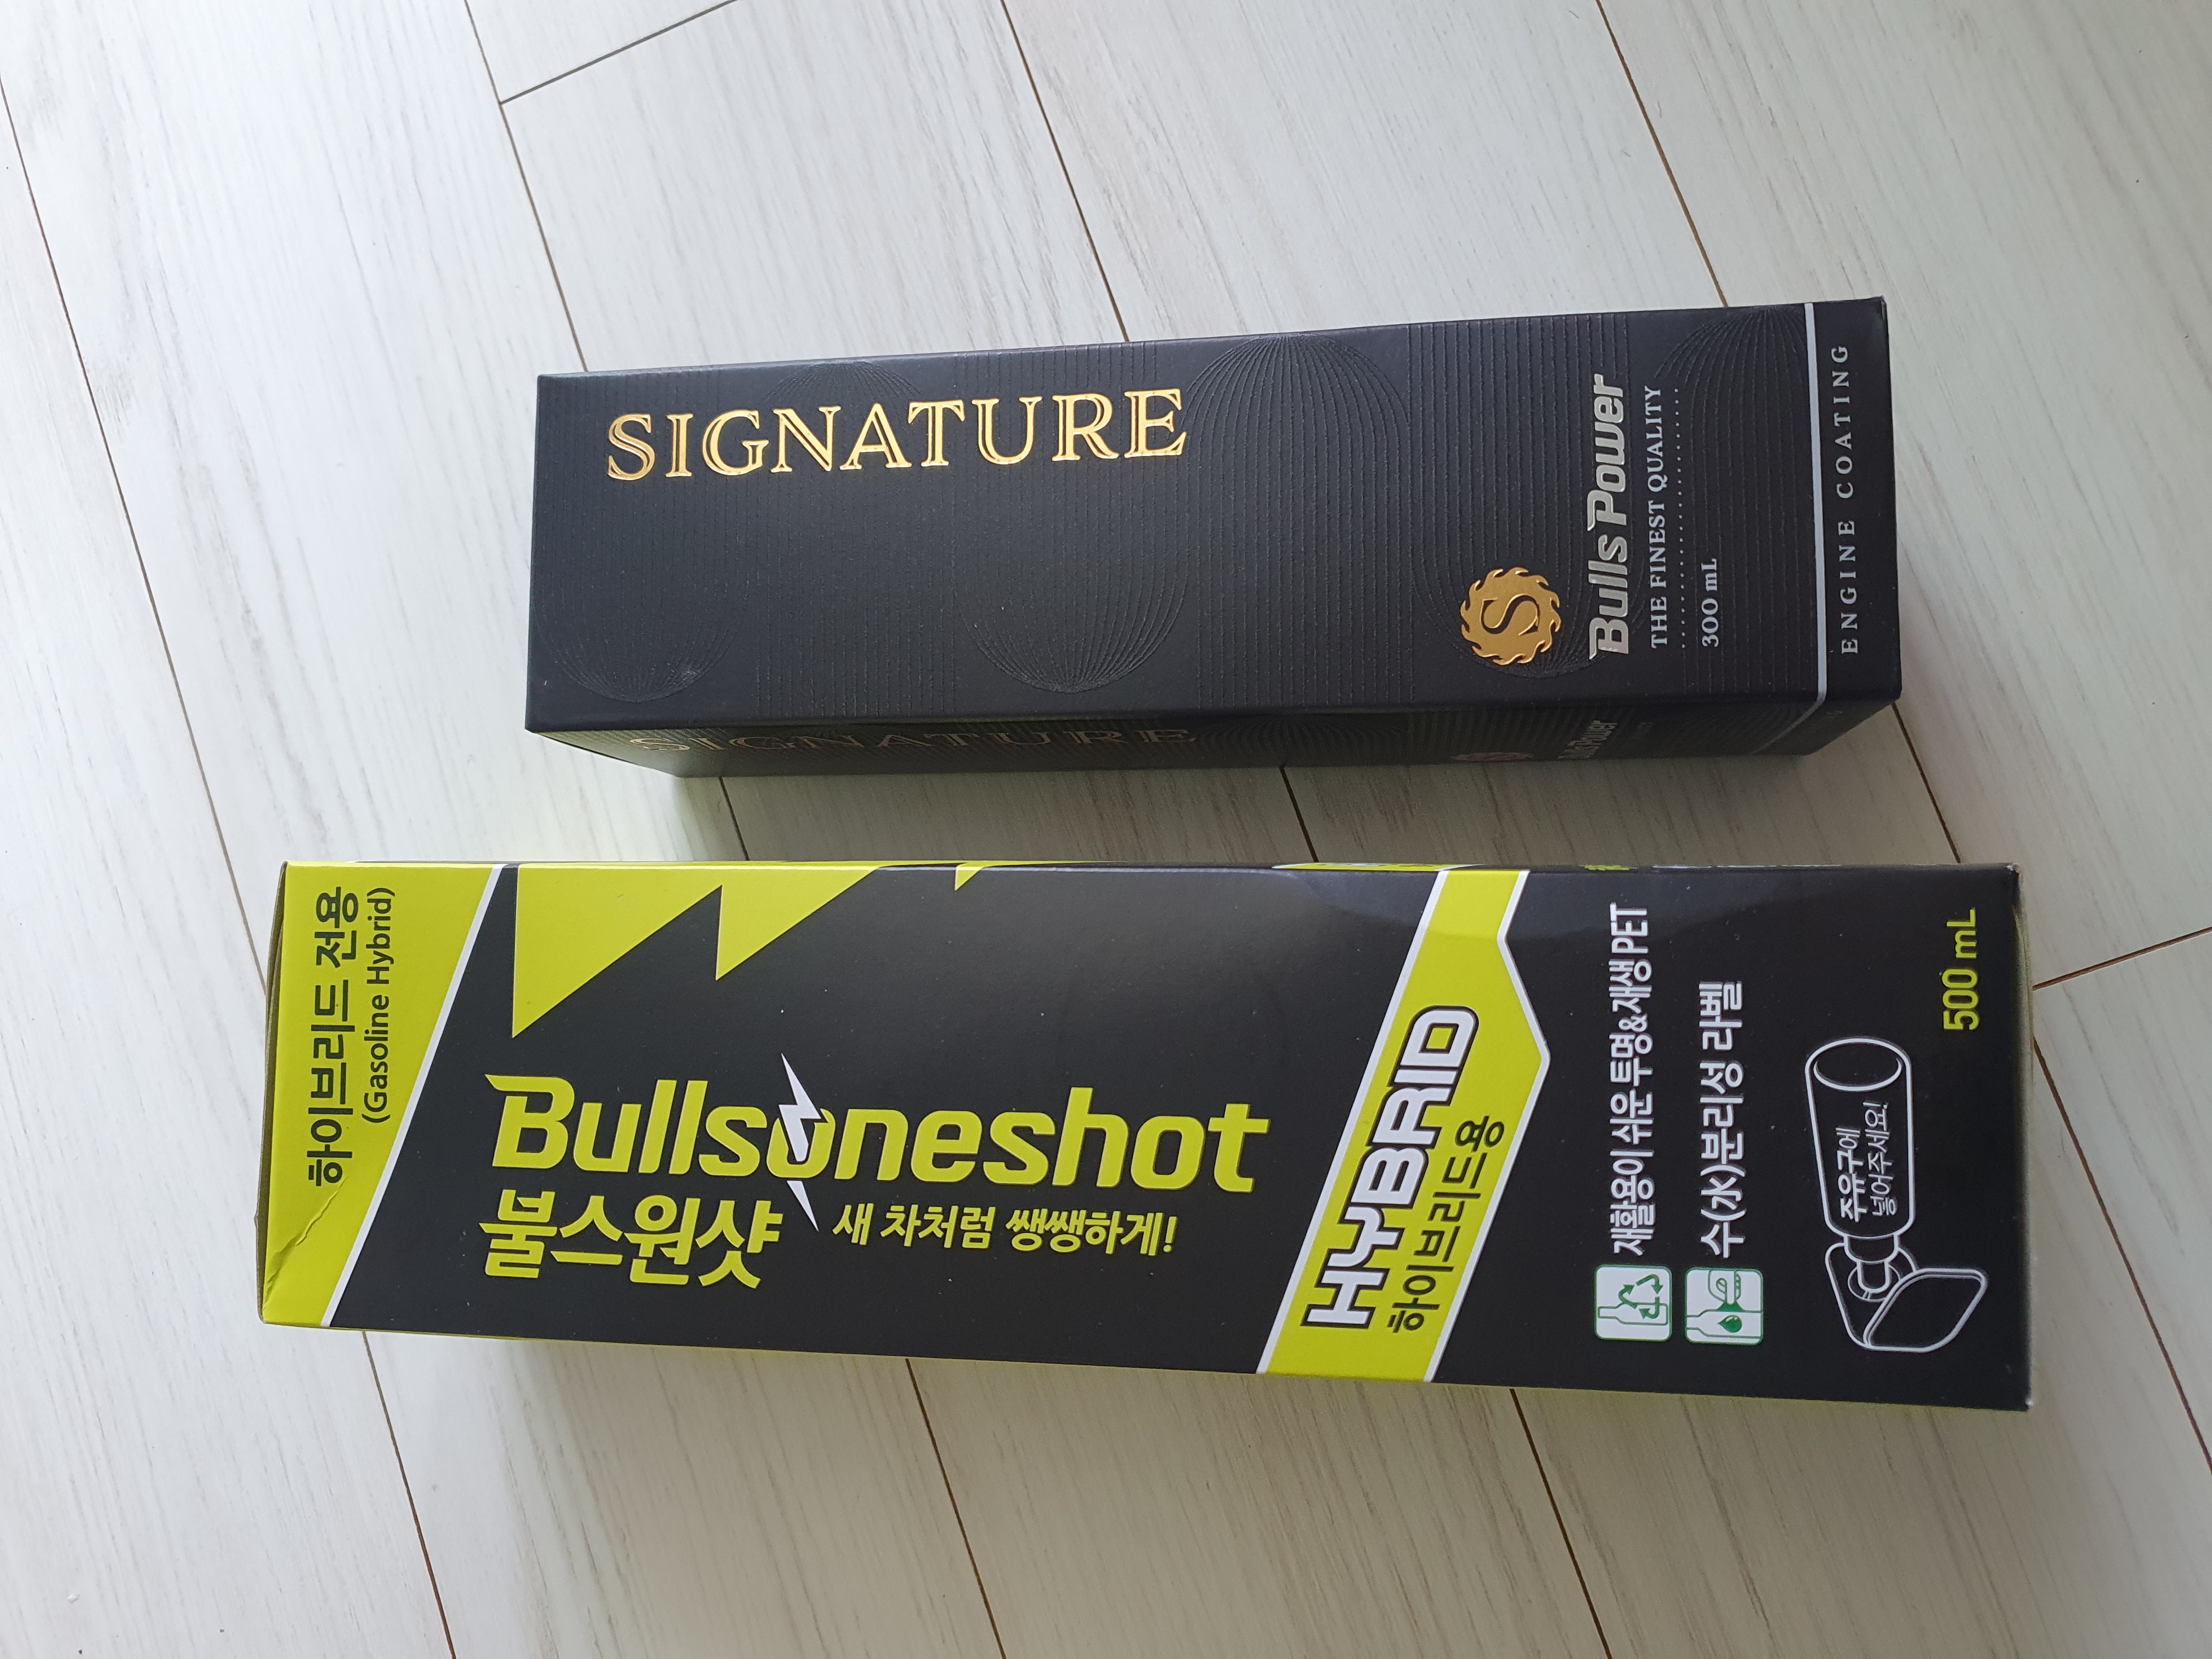 SIGNATURE
Bulls Power
THE FINEST QUALITY
300 mL
ENGINE COATING
SIGNATURE
Bulls Power
하이브리드 전용
(Gasoline Hybrid)
Bullsoneshot
불스원샷 새 차처럼 쌩쌩하게!
HYBRID
하이브리드용
재활용이 쉬운 투명&재생 PET
수(水)분리성 라벨
주유구에
넣어주세요!
500 mL